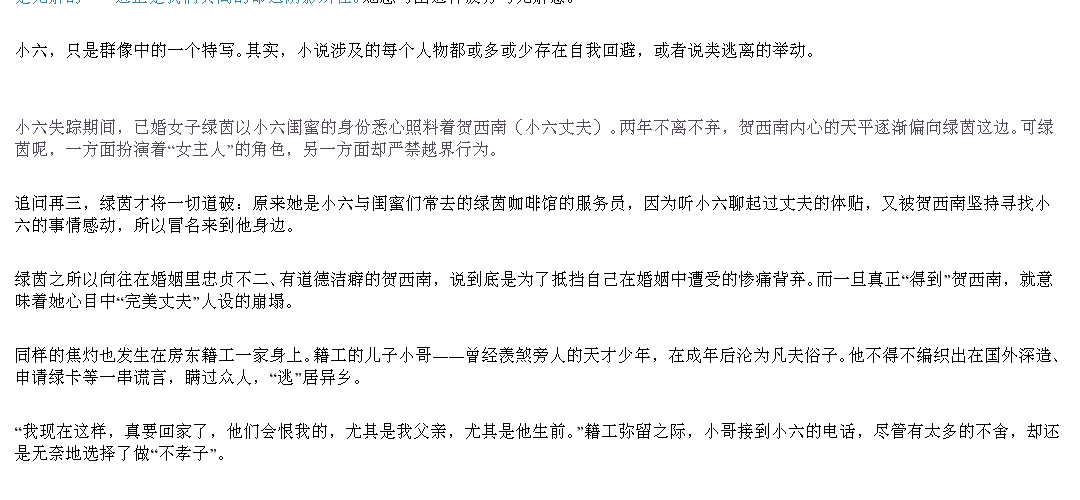 小六，只是群像中的一个特写。其实，小说涉及的每个人物都或多或少存在自我回避，或者说类逃离的举动。
小六失踪期间，已婚女子绿茵以小六闺蜜的身份悉心照料着贺西南（小六丈夫）。两年不离不弃，贺西南内心的天平逐渐偏向绿茵这边。可绿
茵呢，一方面扮演着“女主人”的角色，另一方面却严禁越界行为。
追问再三，绿茵才将一切道破：原来她是小六与闺蜜们常去的绿茵咖啡馆的服务员，因为听小六聊起过丈夫的体贴，又被贺西南坚持寻找小
六的事情感动，所以冒名来到他身边。
绿茵之所以向往在婚姻里忠贞不二、有道德洁癖的贺西南，说到底是为了抵挡自己在婚姻中遭受的惨痛背弃。而一旦真正“得到”贺西南，就意
味着她心目中“完美丈夫”人设的崩塌。
同样的焦灼也发生在房东籍工一家身上。籍工的儿子小哥——曾经羡煞旁人的天才少年，在成年后沦为凡夫俗子。他不得不编织出在国外深造、
申请绿卡等一串谎言，瞒过众人，“逃”居异乡。
“我现在这样，真要回家了，他们会恨我的，尤其是我父亲，尤其是他生前。”籍工弥留之际，小哥接到小六的电话，尽管有太多的不舍，却还
是无奈地选择了做“不孝子”。